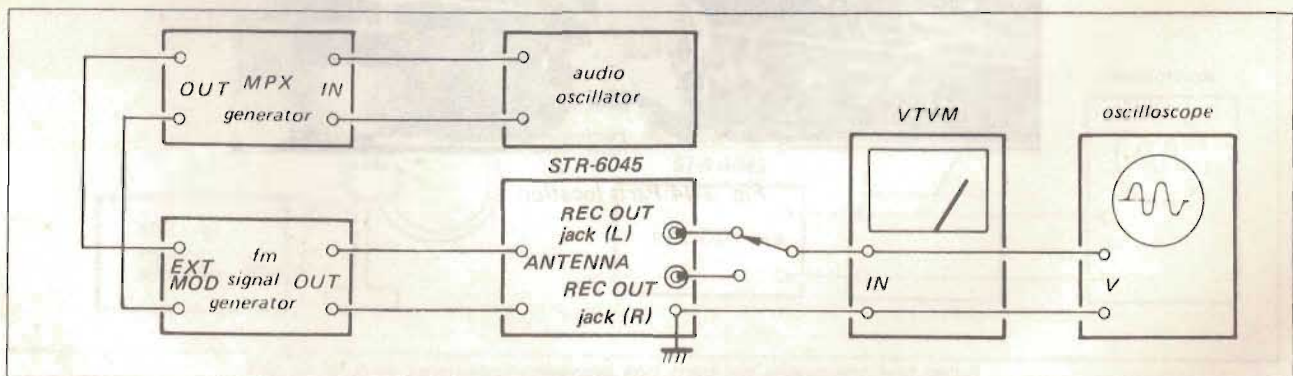 OUT MPX IN
generator
audio
oscillator
STR-6045
REC OUT
jack (L)
ANTENNA
REC OUT
jack (R)
EXT
MOD
fm
signal
generator
OUT
VTVM
IN
oscilloscope
V